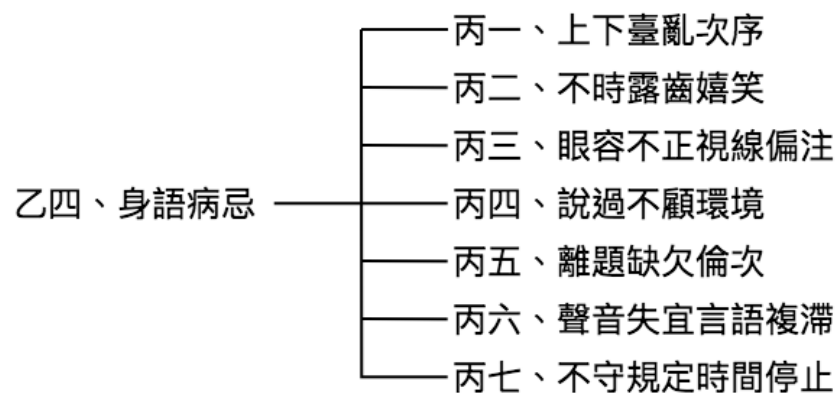 乙四、身語病忌
丙一、上下臺亂次序
丙二、不時露齒嬉笑
丙三、眼容不正視線偏注
丙四、說過不顧環境
丙五、離題缺欠倫次
丙六、聲音失宜言語複滯
丙七、不守規定時間停止